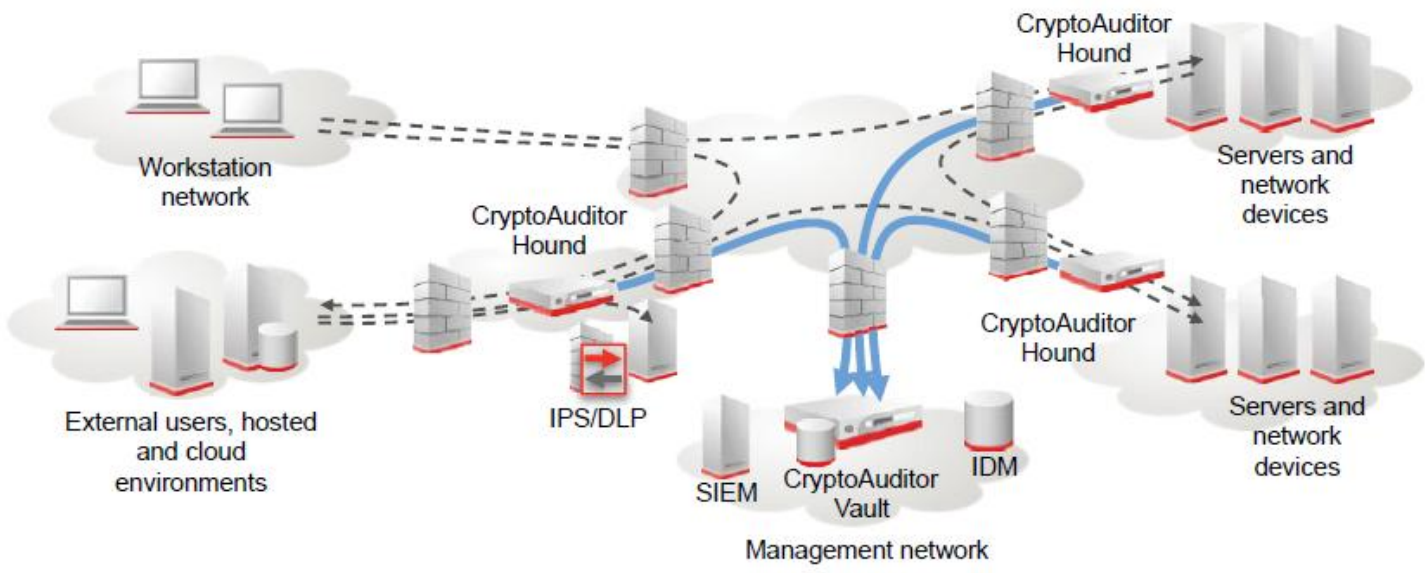 CryptoAuditor
Hound
Workstation
network
Servers and
network
devices
CryptoAuditor
Hound
CryptoAuditor
Hound
External users, hosted
and cloud
environments
IPS/DLP
Servers and
network
devices
SIEM
CryptoAuditor
Vault
IDM
Management network